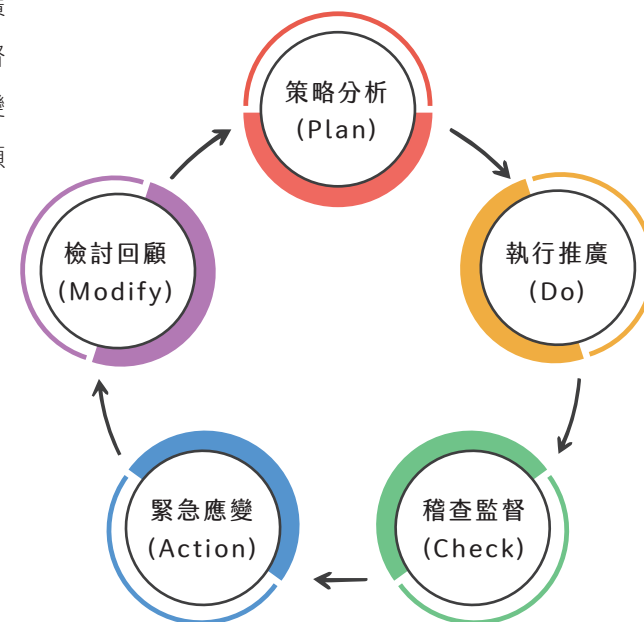 策略分析
(Plan)
執行推廣
(Do)
稽查監督
(Check)
緊急應變
(Action)
檢討回顧
(Modify)